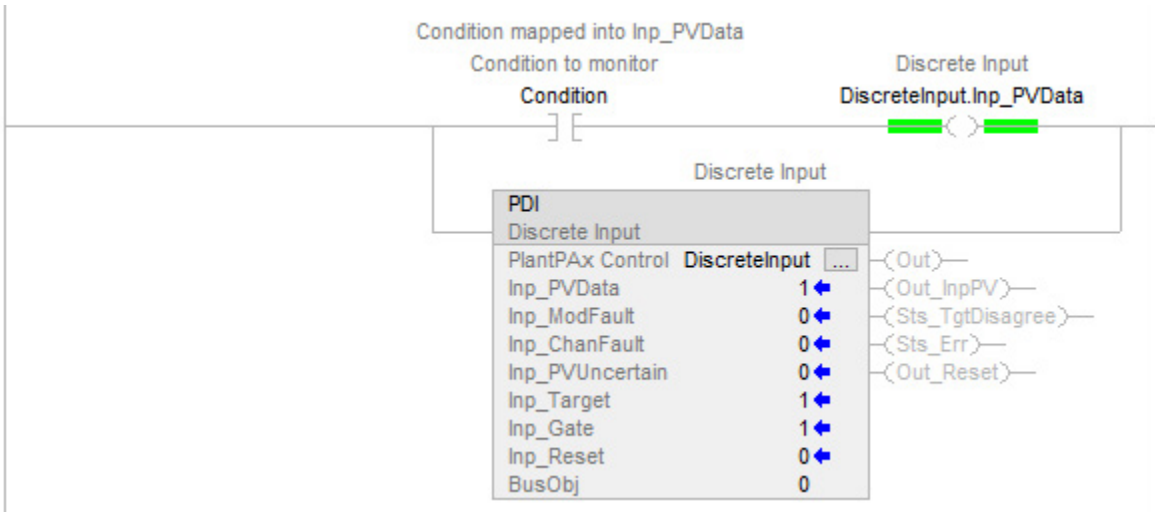 Condition mapped into Inp_PVData
Condition to monitor
Discrete Input
Condition
DiscreteInput.Inp_PVData
Discrete Input
PDI
Discrete Input
PlantPAx Control DiscreteInput ... (Out)
Inp_PVData 1 (Out_InpPV)
Inp_ModFault 0 (Sts_TgtDisagree)
Inp_ChanFault 0 (Sts_Err)
Inp_PVUncertain 0 (Out_Reset)
Inp_Target 1
Inp_Gate 1
Inp_Reset 0
BusObj 0